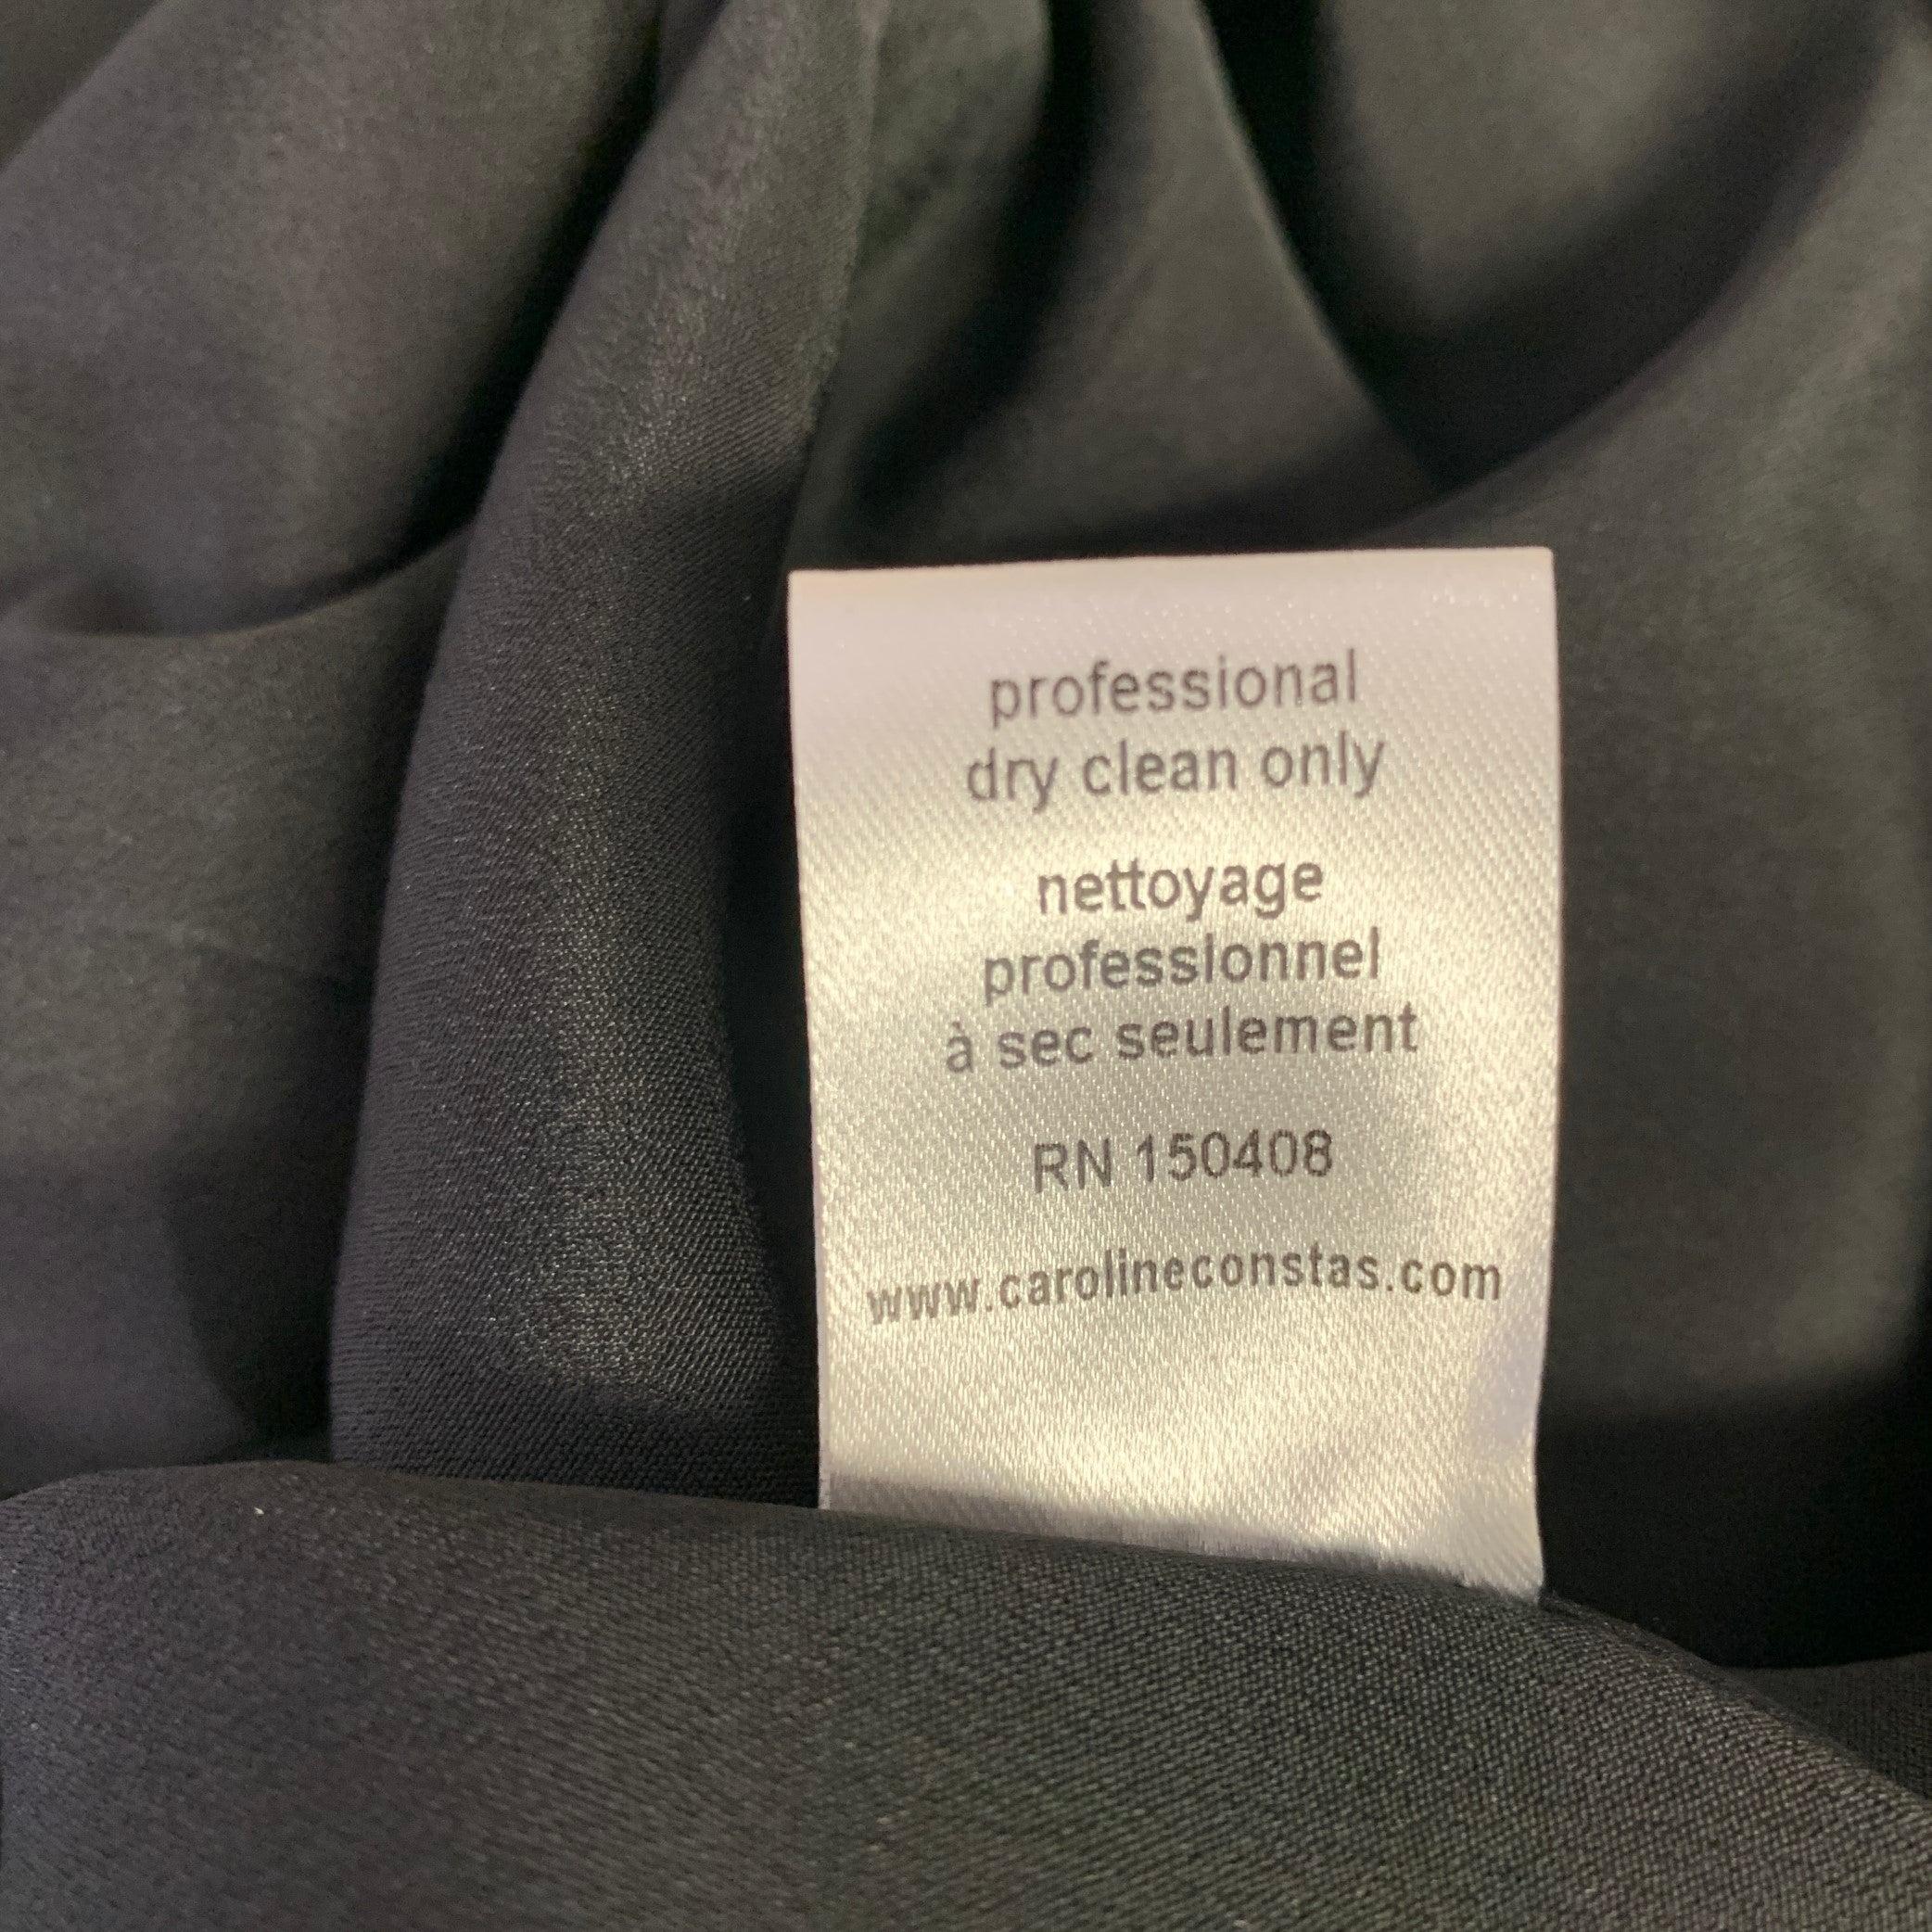 professional
dry clean only
nettoyage
professionnel
à sec seulement
RN 150408
www.carolineconstas.com